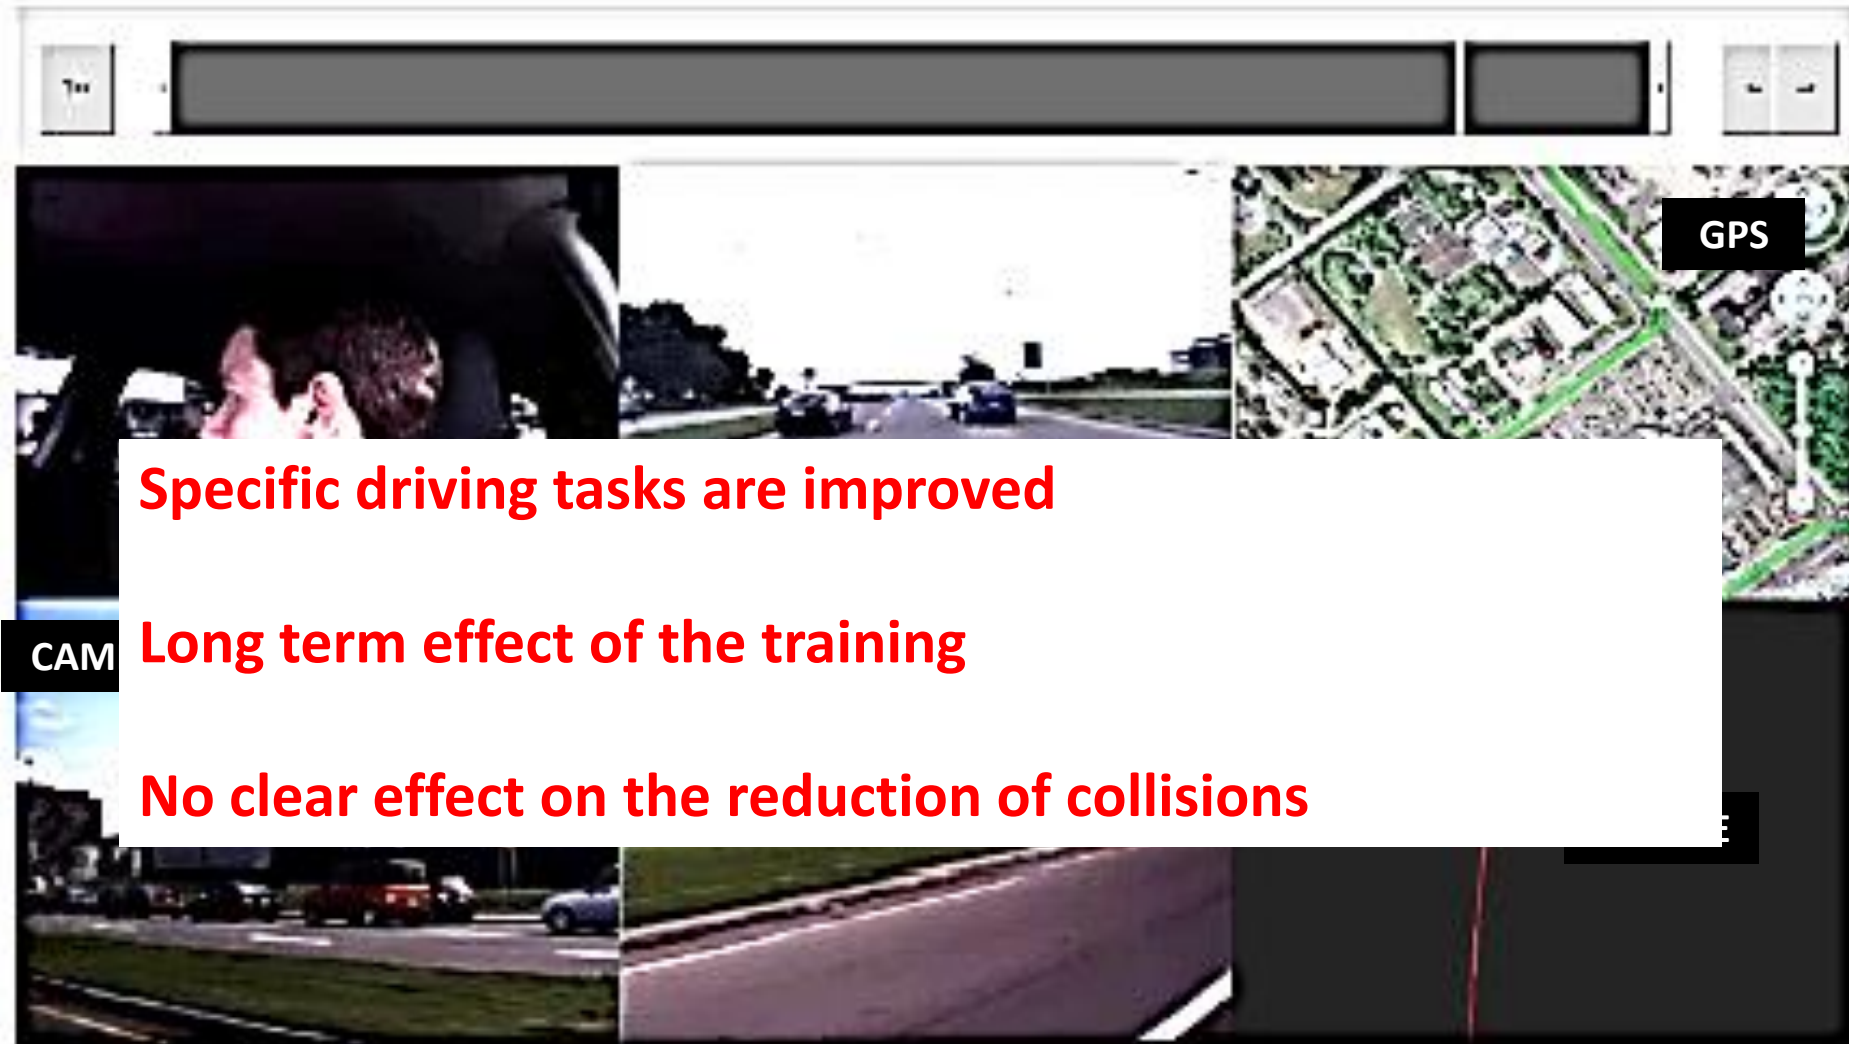 GPS
Specific driving tasks are improved
CAM
Long term effect of the training
No clear effect on the reduction of collisions
E